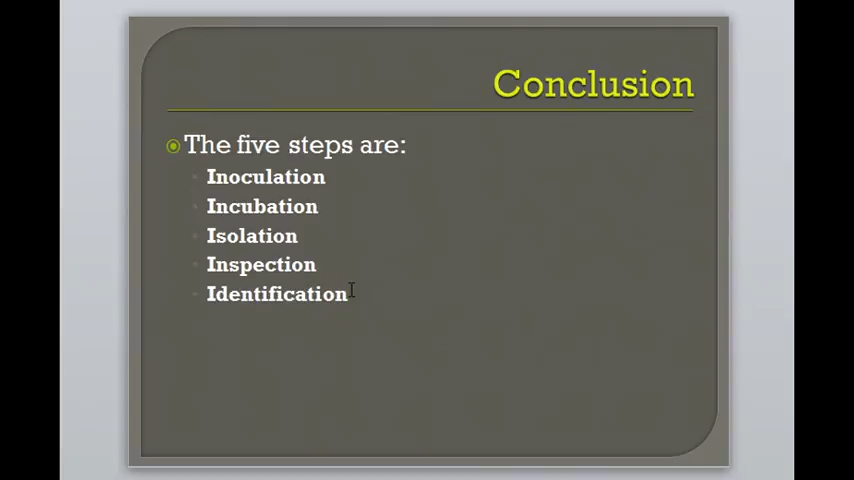 Conclusion
The five steps are:
Inoculation
Incubation
Isolation
Inspection
Identification